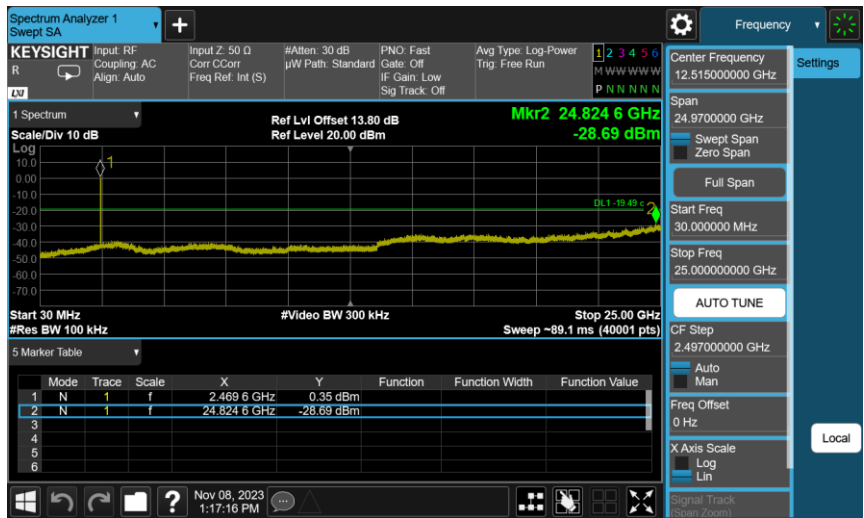 Spectrum Analyzer 1
Swept SA
+
Frequency
KEYSIGHT
R
LXI
Input: RF
Coupling: AC
Align: Auto
Input Z: 50 Ω
Corr CCorr
Freq Ref: Int (S)
#Atten: 30 dB
µW Path: Standard
PNO: Fast
Gate: Off
IF Gain: Low
Sig Track: Off
Avg Type: Log-Power
Trig: Free Run
1 2 3 4 5 6
M W W W W W
P N N N N N
1 Spectrum
Scale/Div 10 dB
Ref Lvl Offset 13.80 dB
Ref Level 20.00 dBm
Mkr2 24.824 6 GHz
-28.69 dBm
Log
10.0
0.00
-10.0
-20.0
-30.0
-40.0
-50.0
-60.0
-70.0
1
DL1 -19.49
2
Start 30 MHz
#Video BW 300 kHz
Stop 25.00 GHz
#Res BW 100 kHz
Sweep ~89.1 ms (40001 pts)
5 Marker Table
Mode Trace Scale X Y Function Function Width Function Value
1 N 1 f 2.469 6 GHz 0.35 dBm
2 N 1 f 24.824 6 GHz -28.69 dBm
3
4
5
6
?
Nov 08, 2023
1:17:16 PM
Center Frequency
12.515000000 GHz
Span
24.9700000 GHz
Swept Span
Zero Span
Full Span
Start Freq
30.000000 MHz
Stop Freq
25.000000000 GHz
AUTO TUNE
CF Step
2.497000000 GHz
Auto
Man
Freq Offset
0 Hz
X Axis Scale
Log
Lin
Signal Track
(Span Zoom)
Settings
Local